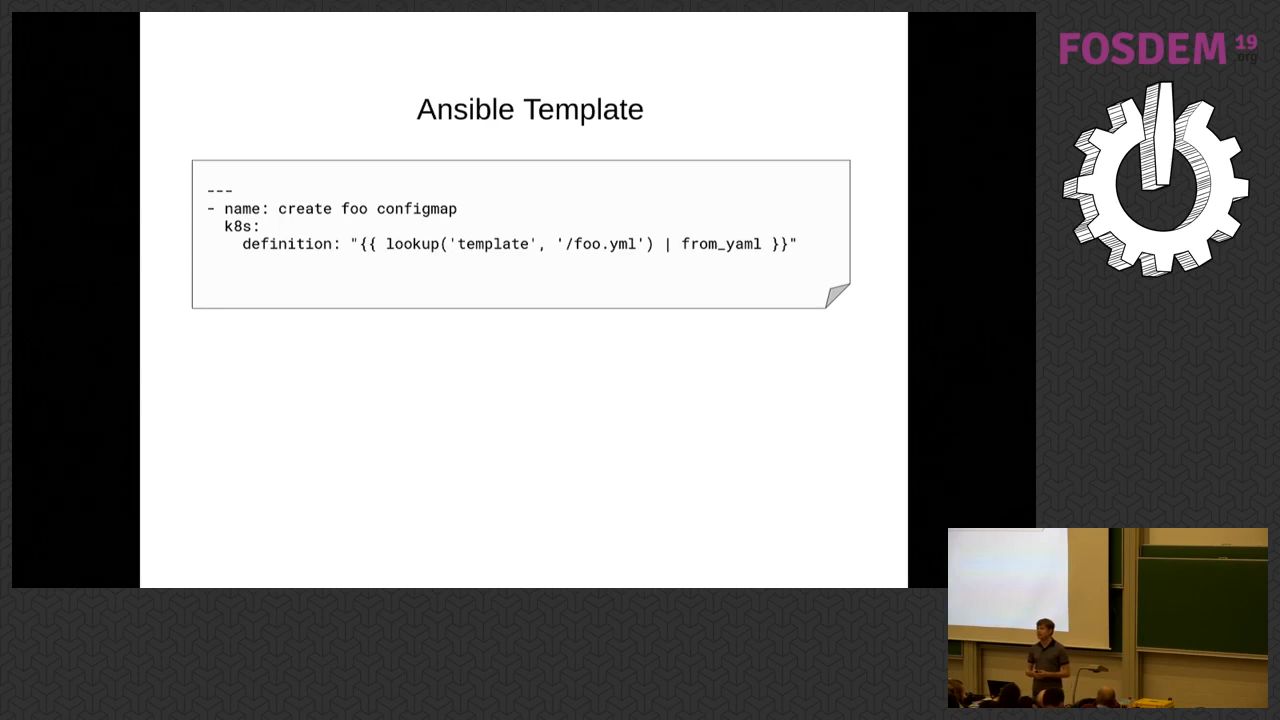 FOSDEM 19
.org
Ansible Template
---
- name: create foo configmap
k8s:
definition: "{{ lookup('template', '/foo.yml') | from_yaml }}"